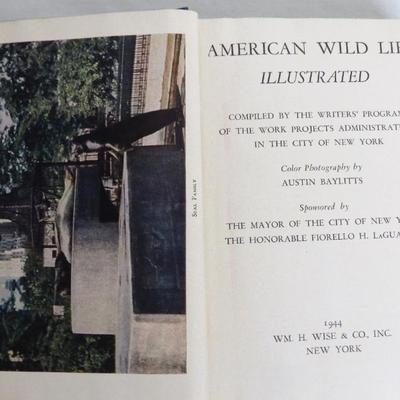 Seal Family
AMERICAN WILD LIF
ILLUSTRATED
COMPILED BY THE WRITERS' PROGRAM
OF THE WORK PROJECTS ADMINISTRAT
IN THE CITY OF NEW YORK
Color Photography by
AUSTIN BAYLITTS
Sponsored by
THE MAYOR OF THE CITY OF NEW Y
THE HONORABLE FIORELLO H. LaGUA
1944
WM. H. WISE & CO., INC.
NEW YORK